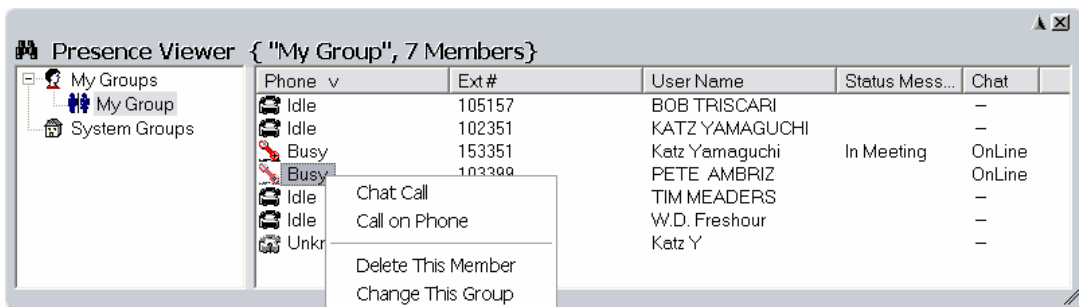 Presence Viewer { "My Group", 7 Members}
My Groups
My Group
System Groups
Phone v Ext # User Name Status Mess... Chat
Idle 105157 BOB TRISCARI –
Idle 102351 KATZ YAMAGUCHI –
Busy 153351 Katz Yamaguchi In Meeting OnLine
Busy 103399 PETE AMBRIZ OnLine
Idle TIM MEADERS –
Idle W.D. Freshour –
Unkr Katz Y –
Chat Call
Call on Phone
Delete This Member
Change This Group